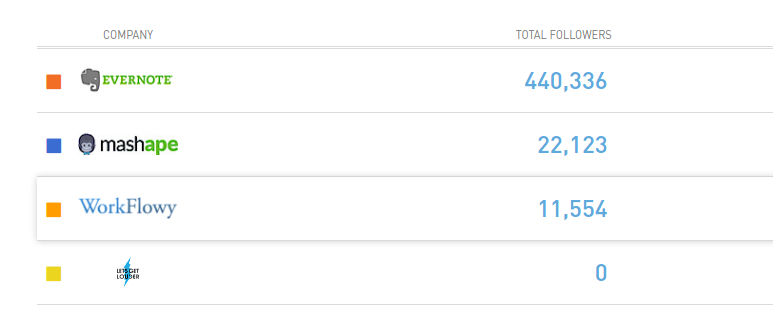 COMPANY TOTAL FOLLOWERS
EVERNOTE 440,336
mashape 22,123
WorkFlowy 11,554
LETS GET
LOUDER 0